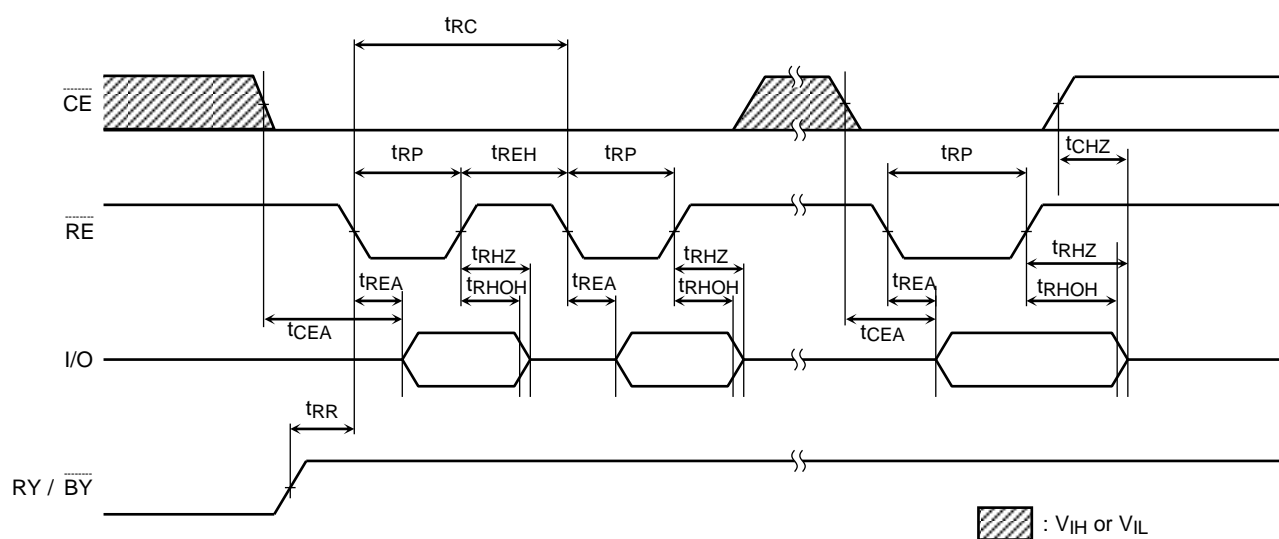 tRC
CE
tCHZ
tRP tREH tRP tRP
RE
tRHZ tRHZ tRHZ
tREA tREA tREA
tRHOH tRHOH tRHOH
tCEA tCEA
I/O
tRR
RY / BY
: VIH or VIL